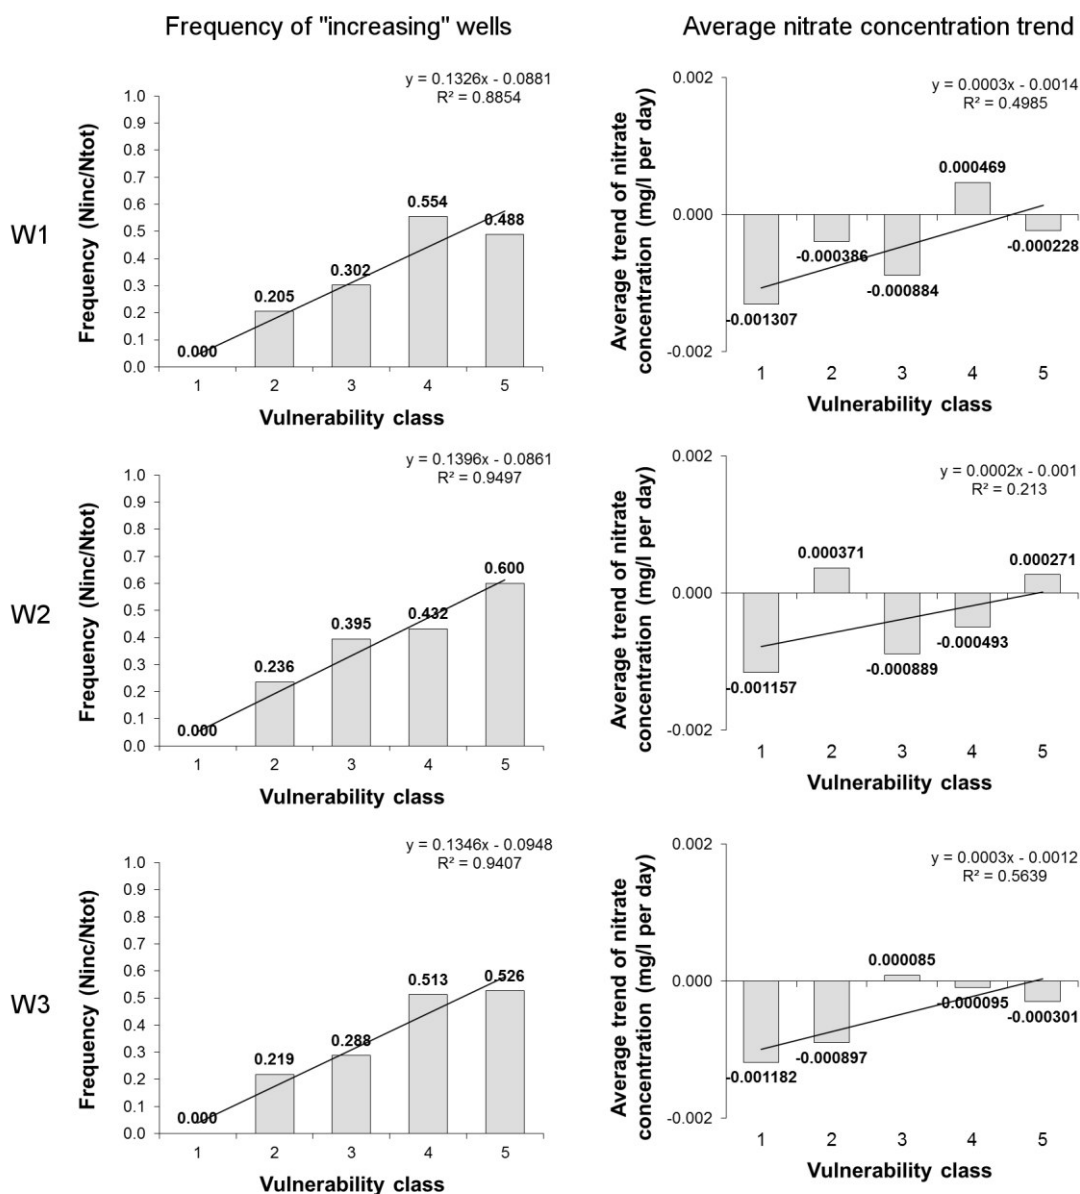 Frequency of "increasing" wells
Average nitrate concentration trend
W1
Frequency (Ninc/Ntot)
y = 0.1326x - 0.0881
R² = 0.8854
1.0
0.9
0.8
0.7
0.6
0.5
0.4
0.3
0.2
0.1
0.0
0.000
0.205
0.302
0.554
0.488
1 2 3 4 5
Vulnerability class
Average trend of nitrate
concentration (mg/l per day)
y = 0.0003x - 0.0014
R² = 0.4985
0.002
0.000
-0.002
-0.001307
-0.000386
-0.000884
0.000469
-0.000228
1 2 3 4 5
Vulnerability class
W2
Frequency (Ninc/Ntot)
y = 0.1396x - 0.0861
R² = 0.9497
1.0
0.9
0.8
0.7
0.6
0.5
0.4
0.3
0.2
0.1
0.0
0.000
0.236
0.395
0.432
0.600
1 2 3 4 5
Vulnerability class
Average trend of nitrate
concentration (mg/l per day)
y = 0.0002x - 0.001
R² = 0.213
0.002
0.000
-0.002
-0.001157
0.000371
-0.000889
-0.000493
0.000271
1 2 3 4 5
Vulnerability class
W3
Frequency (Ninc/Ntot)
y = 0.1346x - 0.0948
R² = 0.9407
1.0
0.9
0.8
0.7
0.6
0.5
0.4
0.3
0.2
0.1
0.0
0.000
0.219
0.288
0.513
0.526
1 2 3 4 5
Vulnerability class
Average trend of nitrate
concentration (mg/l per day)
y = 0.0003x - 0.0012
R² = 0.5639
0.002
0.000
-0.002
-0.001182
-0.000897
0.000085
-0.000095
-0.000301
1 2 3 4 5
Vulnerability class